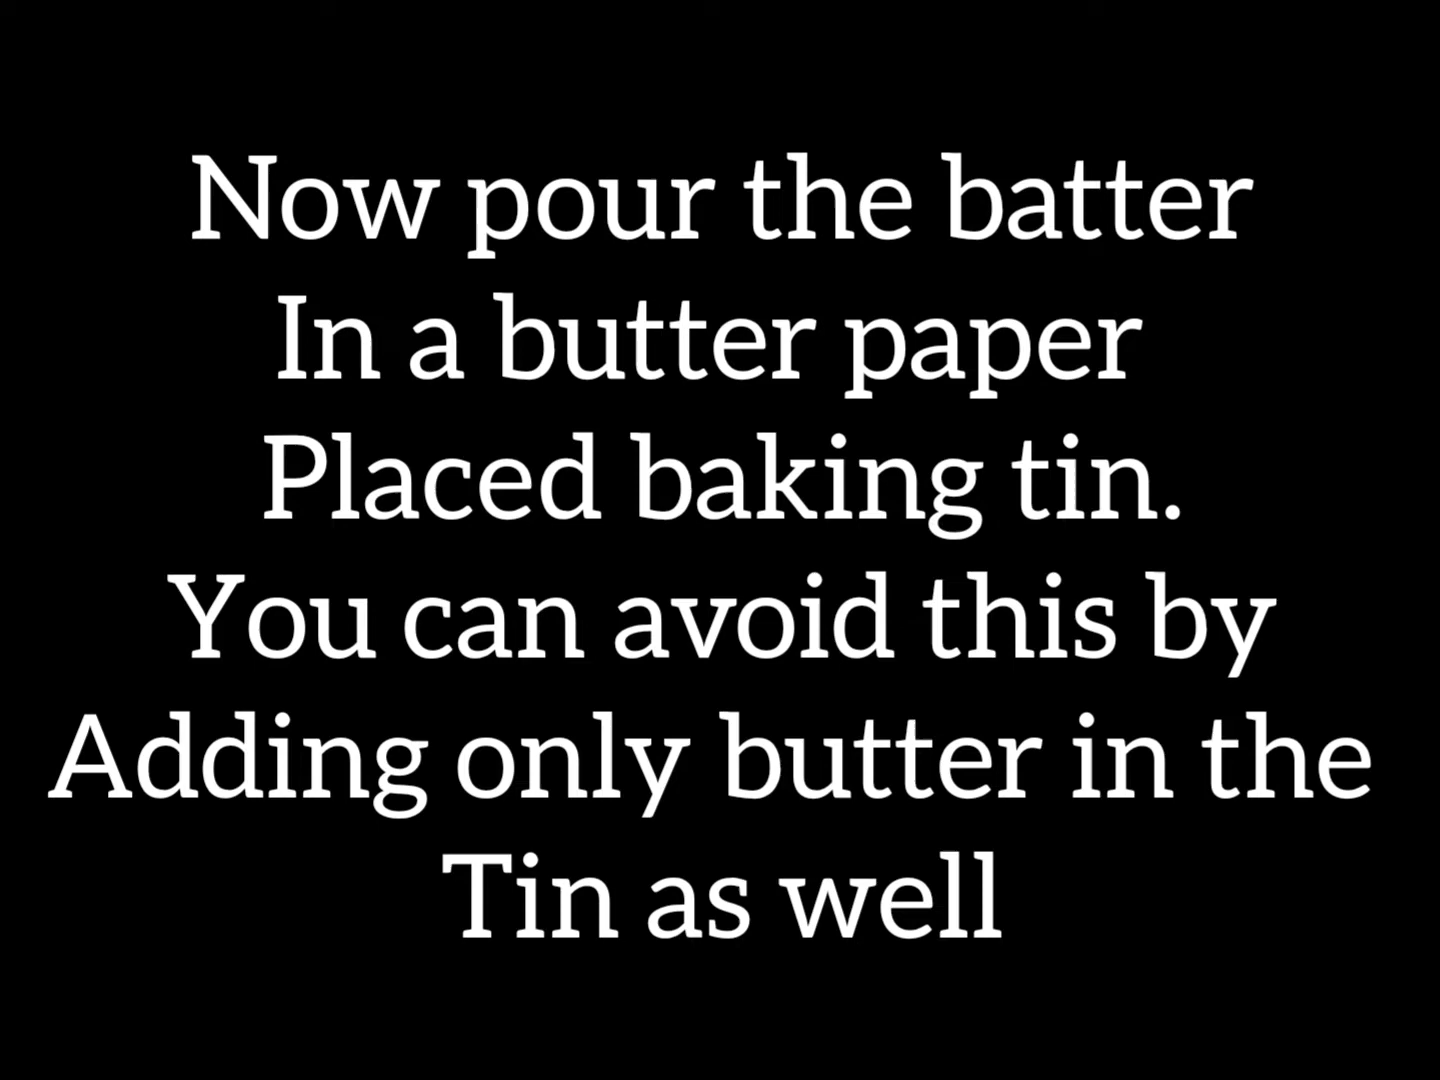 Now pour the batter
In a butter paper
Placed baking tin.
You can avoid this by
Adding only butter in the
Tin as well